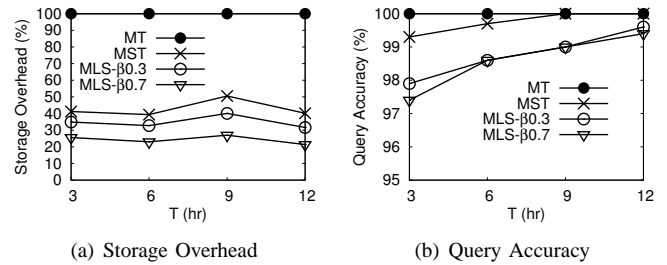 Storage Overhead (%)
100
90
80
70
60
50
40
30
20
10
0
MT
MST
MLS-β0.3
MLS-β0.7
3 6 9 12
T (hr)
(a) Storage Overhead
Query Accuracy (%)
100
99
98
97
96
95
MT
MST
MLS-β0.3
MLS-β0.7
3 6 9 12
T (hr)
(b) Query Accuracy